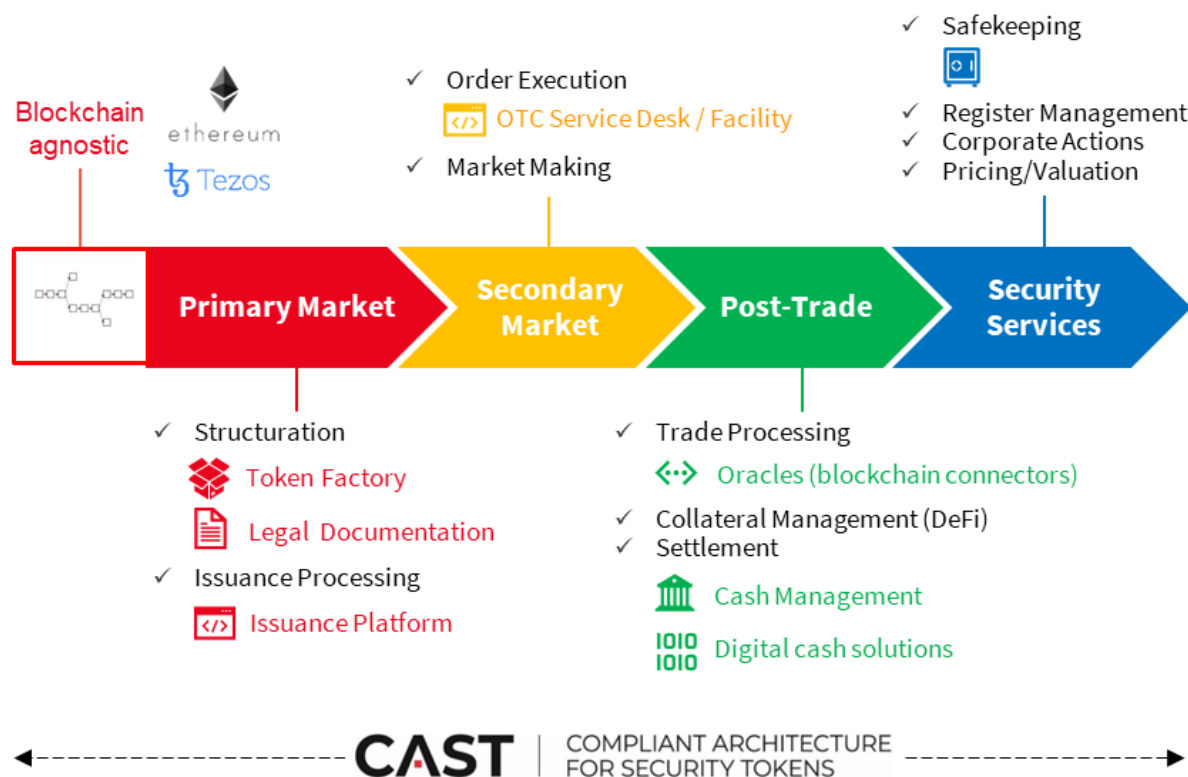 Blockchain
agnostic
ethereum
Tezos
✓ Order Execution
OTC Service Desk / Facility
✓ Market Making
✓ Safekeeping
✓ Register Management
✓ Corporate Actions
✓ Pricing/Valuation
Primary Market
Secondary
Market
Post-Trade
Security
Services
✓ Structuration
Token Factory
Legal Documentation
✓ Issuance Processing
Issuance Platform
✓ Trade Processing
Oracles (blockchain connectors)
✓ Collateral Management (DeFi)
✓ Settlement
Cash Management
1010
1010
Digital cash solutions
CAST
COMPLIANT ARCHITECTURE
FOR SECURITY TOKENS